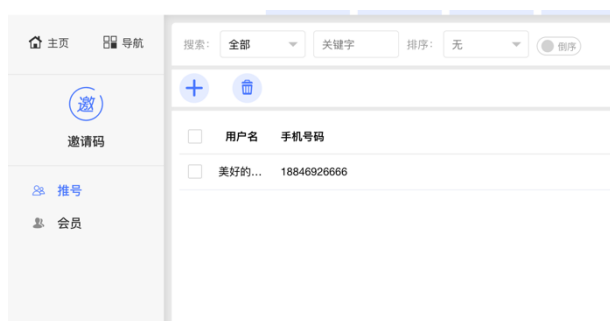 主页 导航 搜索： 全部 关键字 排序： 无 倒序
邀
邀请码
用户名 手机号码
美好的... 18846926666
推号
会员